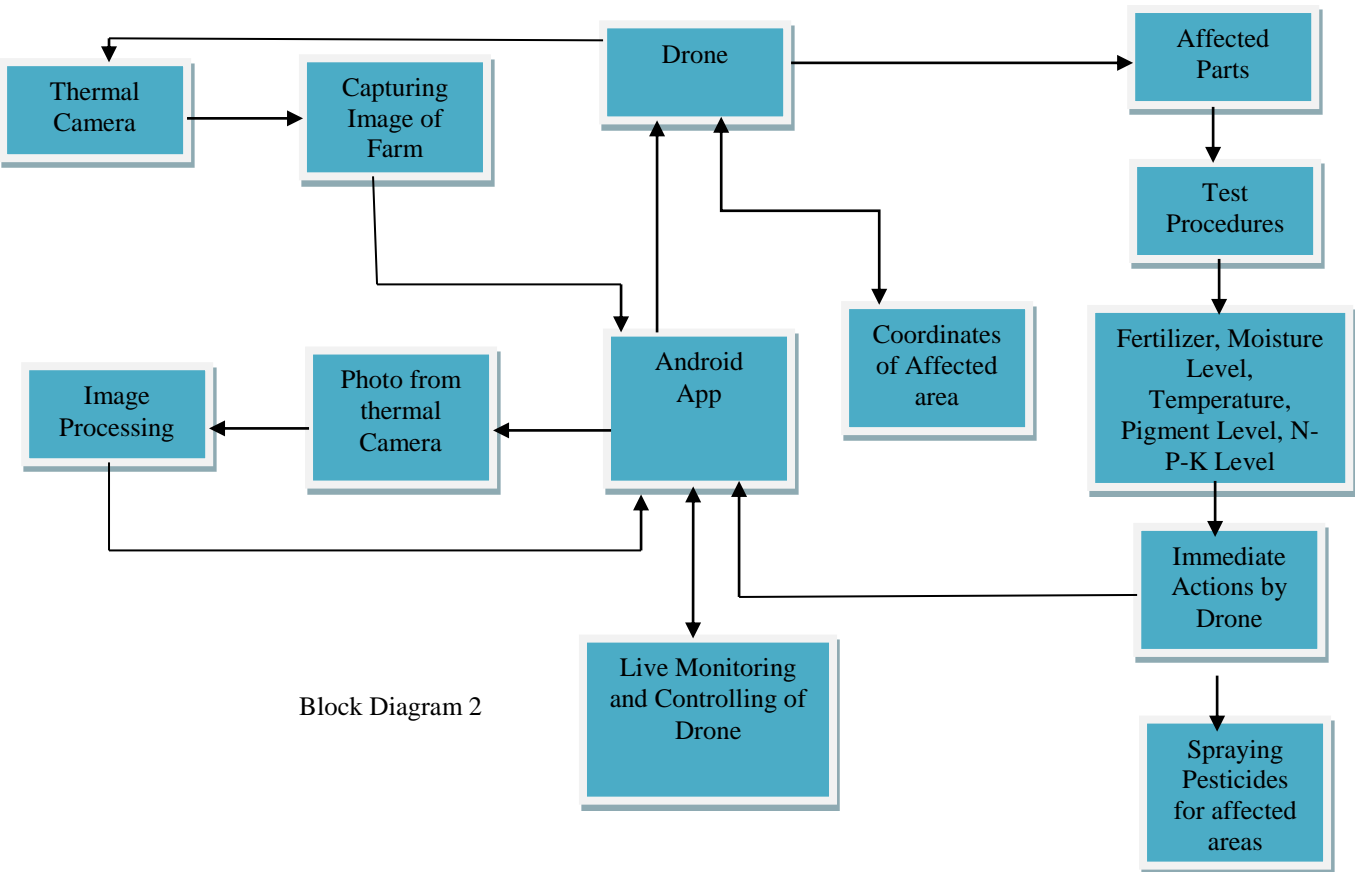 Drone
Affected
Parts
Thermal
Camera
Capturing
Image of
Farm
Test
Procedures
Coordinates
of Affected
area
Fertilizer, Moisture
Level,
Temperature,
Pigment Level, N-
P-K Level
Android
App
Photo from
thermal
Camera
Image
Processing
Immediate
Actions by
Drone
Live Monitoring
and Controlling of
Drone
Block Diagram 2
Spraying
Pesticides
for affected
areas